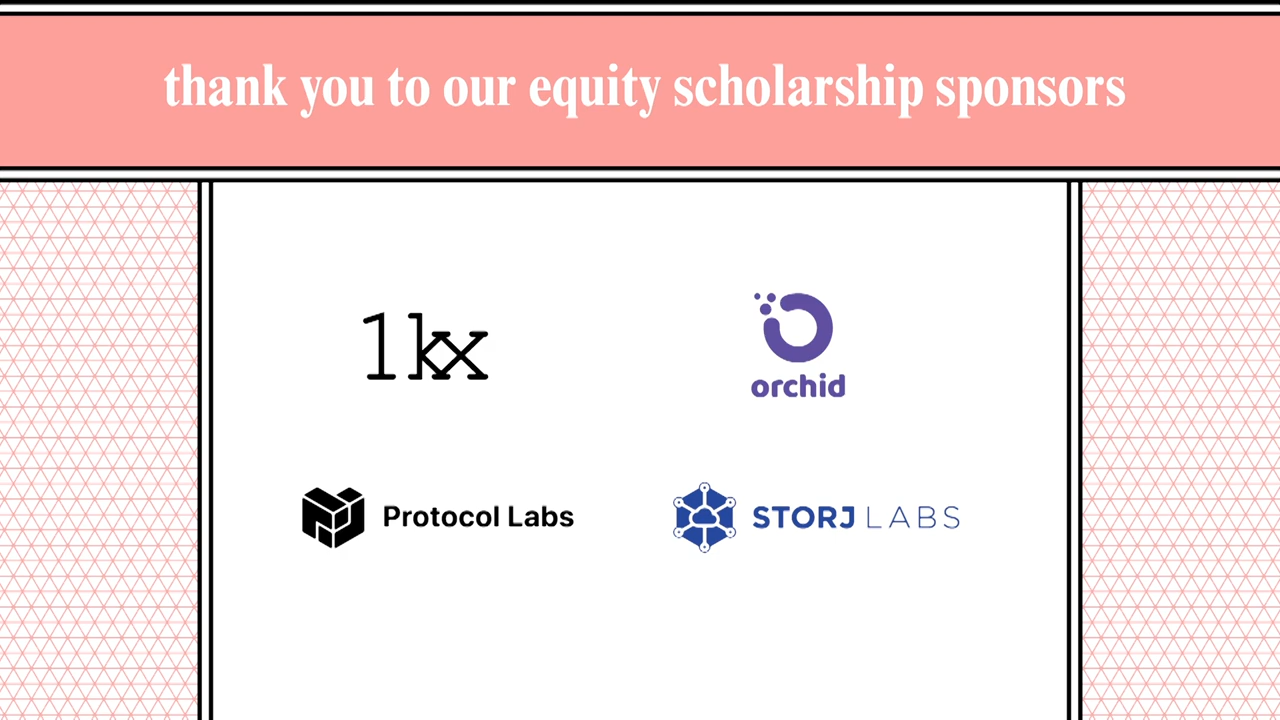 thank you to our equity scholarship sponsors
1kx
orchid
Protocol Labs
STORJ LABS